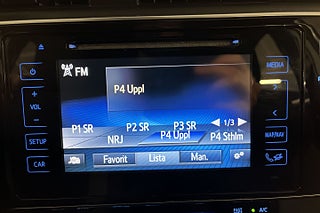 FM
MEDIA
P4 Uppl
VOL
P1 SR P2 SR P3 SR 1/3
NRJ P4 Uppl P4 Sthlm
SETUP
MAP/NAV
CAR
Favorit Lista Man.
A/C